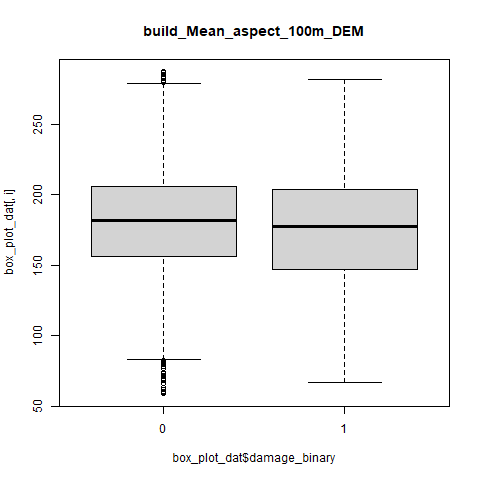 build_Mean_aspect_100m_DEM
box_plot_dat[, i]
250
200
150
100
50
0
1
box_plot_dat$damage_binary